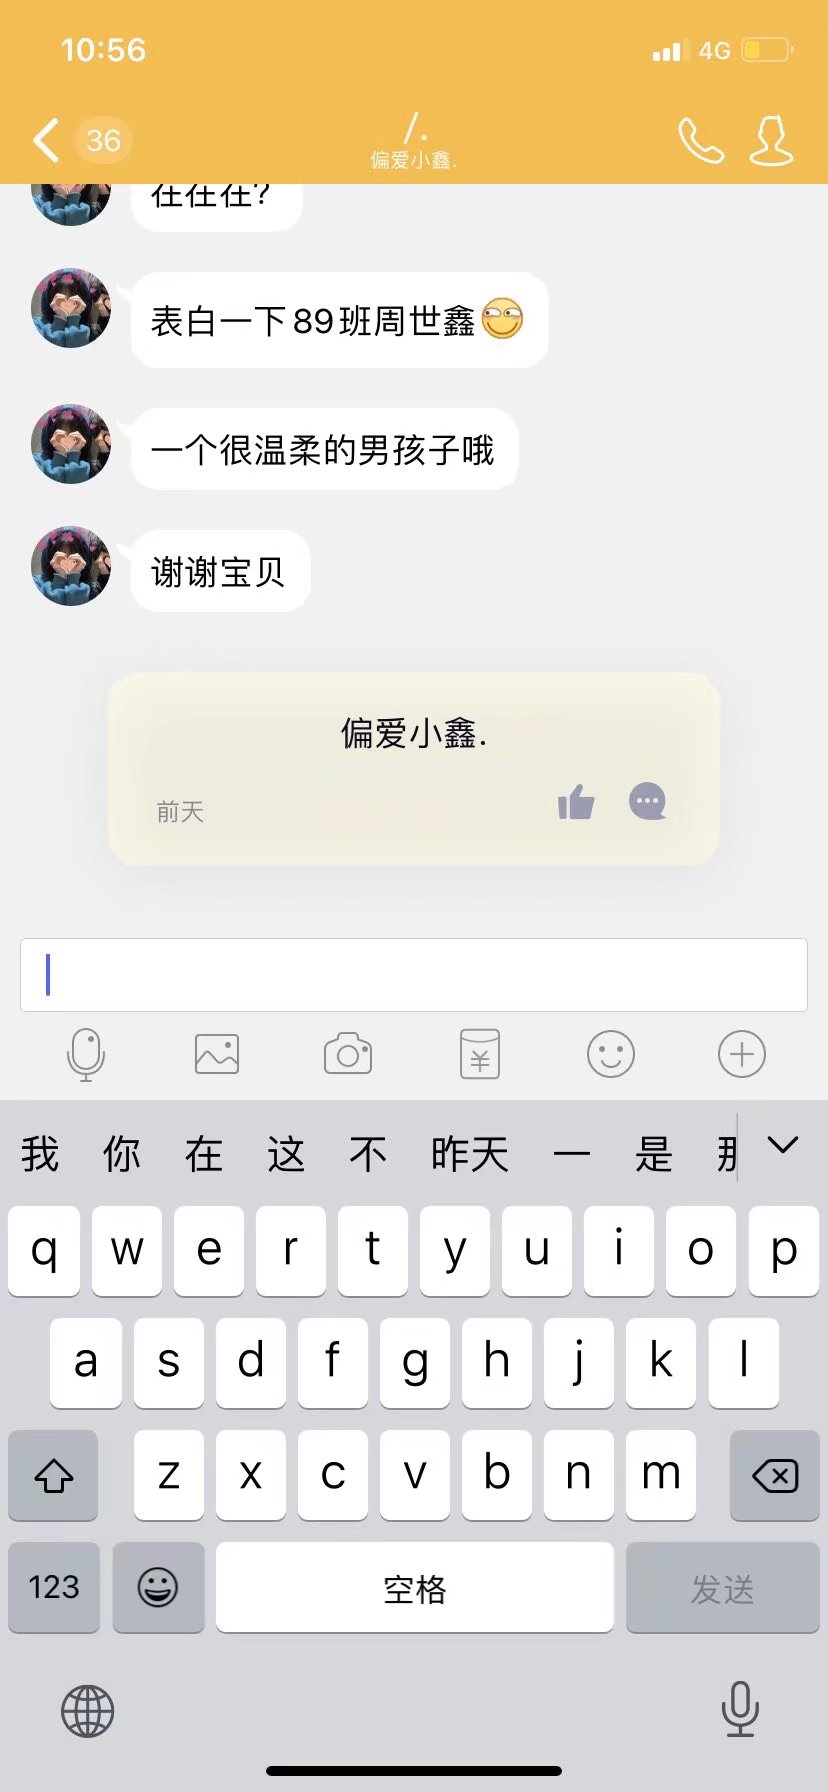 10:56
4G
36
/.
偏爱小鑫.
在在在?
表白一下89班周世鑫
一个很温柔的男孩子哦
谢谢宝贝
偏爱小鑫.
前天
我 你 在 这 不 昨天 一 是 那
q w e r t y u i o p
a s d f g h j k l
z x c v b n m
123 空格 发送